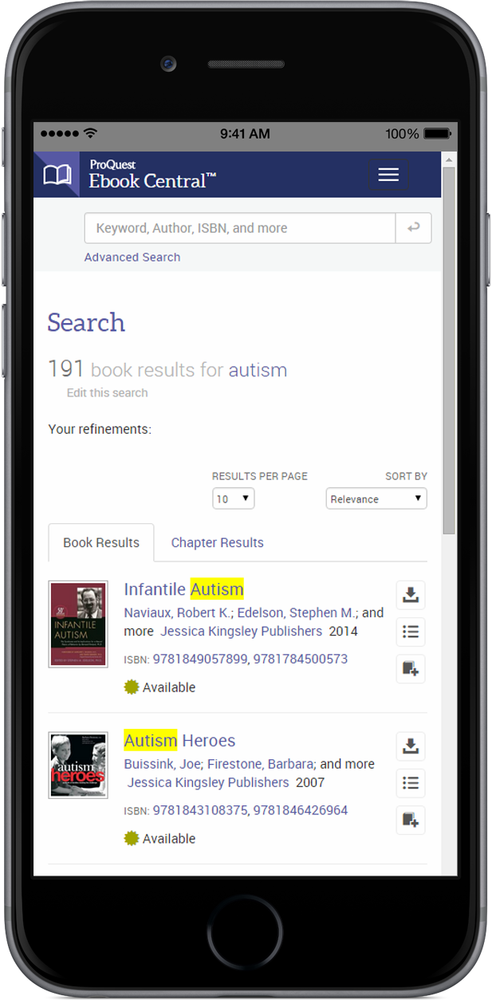 9:41 AM 100%
ProQuest
Ebook Central™
Keyword, Author, ISBN, and more
Advanced Search
Search
191 book results for autism
Edit this search
Your refinements:
RESULTS PER PAGE SORT BY
10 Relevance
Book Results Chapter Results
INFANTILE
AUTISM
Infantile Autism
Naviaux, Robert K.; Edelson, Stephen M.; and
more Jessica Kingsley Publishers 2014
ISBN: 9781849057899, 9781784500573
Available
autism
heroes
Autism Heroes
Buissink, Joe; Firestone, Barbara; and more
Jessica Kingsley Publishers 2007
ISBN: 9781843108375, 9781846426964
Available